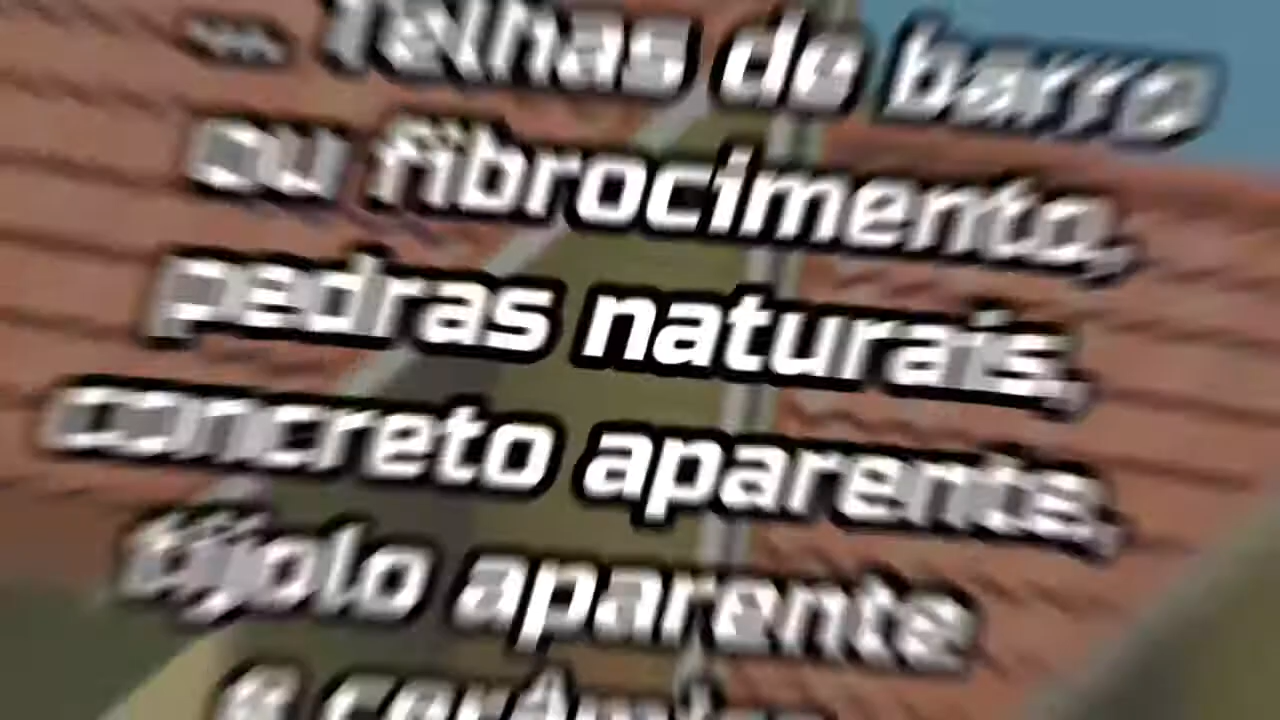 ... Telhas de barro
ou fibrocimento,
pedras naturais,
concreto aparente,
tijolo aparente
e